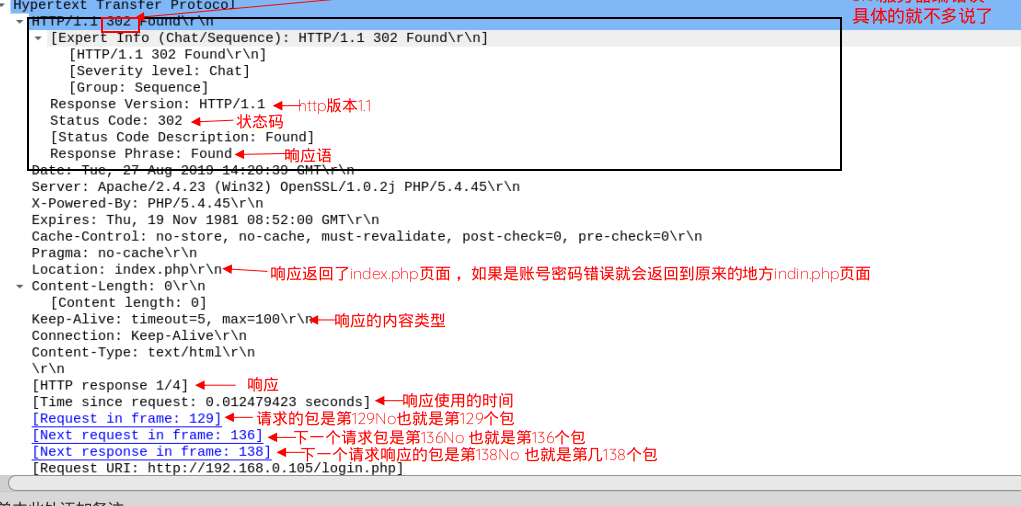 Hypertext Transfer Protocol
HTTP/1.1 302 Found\r\n
具体的就不多说了
[Expert Info (Chat/Sequence): HTTP/1.1 302 Found\r\n]
[HTTP/1.1 302 Found\r\n]
[Severity level: Chat]
[Group: Sequence]
Response Version: HTTP/1.1 http版本1.1
Status Code: 302 状态码
[Status Code Description: Found]
Response Phrase: Found 响应语
Date: Tue, 27 Aug 2019 14:20:39 GMT\r\n
Server: Apache/2.4.23 (Win32) OpenSSL/1.0.2j PHP/5.4.45\r\n
X-Powered-By: PHP/5.4.45\r\n
Expires: Thu, 19 Nov 1981 08:52:00 GMT\r\n
Cache-Control: no-store, no-cache, must-revalidate, post-check=0, pre-check=0\r\n
Pragma: no-cache\r\n
Location: index.php\r\n 响应返回了index.php页面 ，如果是账号密码错误就会返回到原来的地方indin.php页面
Content-Length: 0\r\n
[Content length: 0]
Keep-Alive: timeout=5, max=100\r\n 响应的内容类型
Connection: Keep-Alive\r\n
Content-Type: text/html\r\n
\r\n
[HTTP response 1/4] 响应
[Time since request: 0.012479423 seconds] 响应使用的时间
[Request in frame: 129] 请求的包是第129No也就是第129个包
[Next request in frame: 136] 下一个请求包是第136No 也就是第136个包
[Next response in frame: 138] 下一个请求响应的包是第138No 也就是第几138个包
[Request URI: http://192.168.0.105/login.php]